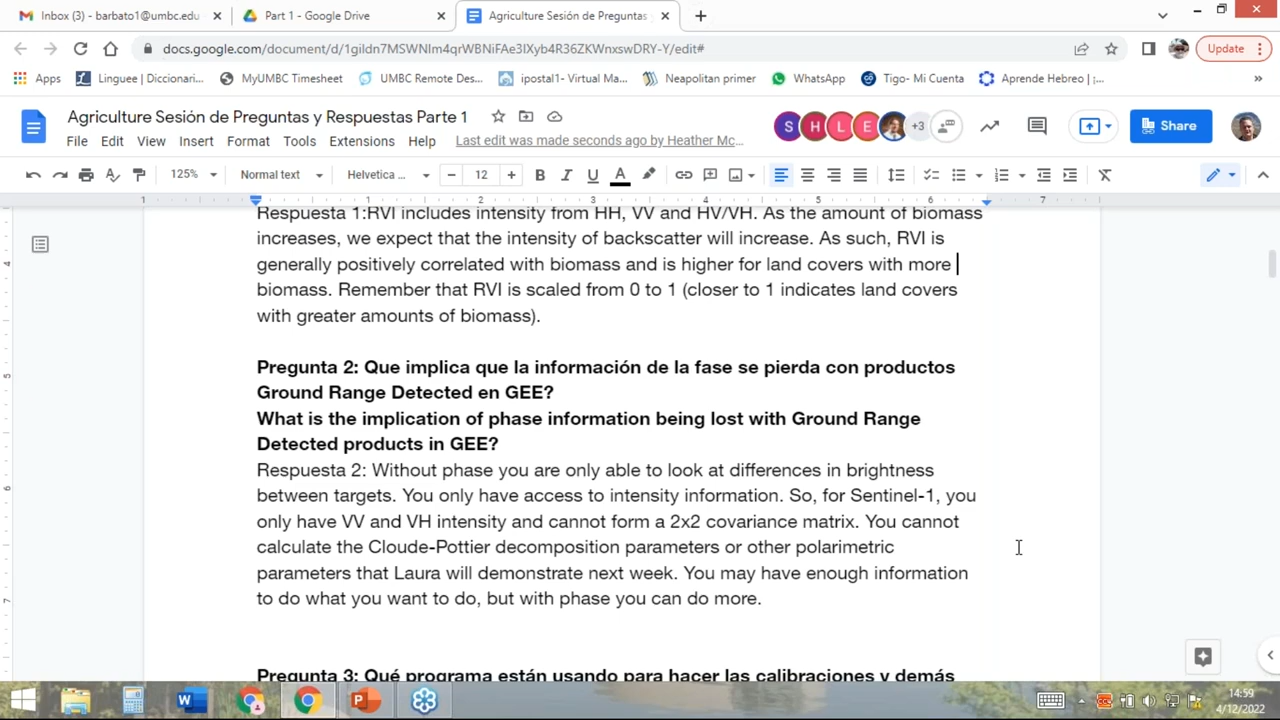 Inbox (3) - barbato1@umbc.edu
Part 1 - Google Drive
Agriculture Sesión de Preguntas
docs.google.com/document/d/1gildn7MSWNlm4qrWBNiFAe3lXyb4R36ZKWnxswDRY-Y/edit#
Update
Apps
Linguee | Diccionari...
MyUMBC Timesheet
UMBC Remote Des...
ipostal1- Virtual Ma...
Neapolitan primer
WhatsApp
Tigo- Mi Cuenta
Aprende Hebreo | ¡...
»
Agriculture Sesión de Preguntas y Respuestas Parte 1
S H L E +3
Share
File Edit View Insert Format Tools Extensions Help
Last edit was made seconds ago by Heather Mc...
125% Normal text Helvetica ... 12 B I U A
1 1 2 3 4 5 6 7
4
5
6
7
Respuesta 1:RVI includes intensity from HH, VV and HV/VH. As the amount of biomass
increases, we expect that the intensity of backscatter will increase. As such, RVI is
generally positively correlated with biomass and is higher for land covers with more
biomass. Remember that RVI is scaled from 0 to 1 (closer to 1 indicates land covers
with greater amounts of biomass).
Pregunta 2: Que implica que la información de la fase se pierda con productos
Ground Range Detected en GEE?
What is the implication of phase information being lost with Ground Range
Detected products in GEE?
Respuesta 2: Without phase you are only able to look at differences in brightness
between targets. You only have access to intensity information. So, for Sentinel-1, you
only have VV and VH intensity and cannot form a 2x2 covariance matrix. You cannot
calculate the Cloude-Pottier decomposition parameters or other polarimetric
parameters that Laura will demonstrate next week. You may have enough information
to do what you want to do, but with phase you can do more.
Pregunta 3: Qué programa están usando para hacer las calibraciones y demás
14:59
4/12/2022